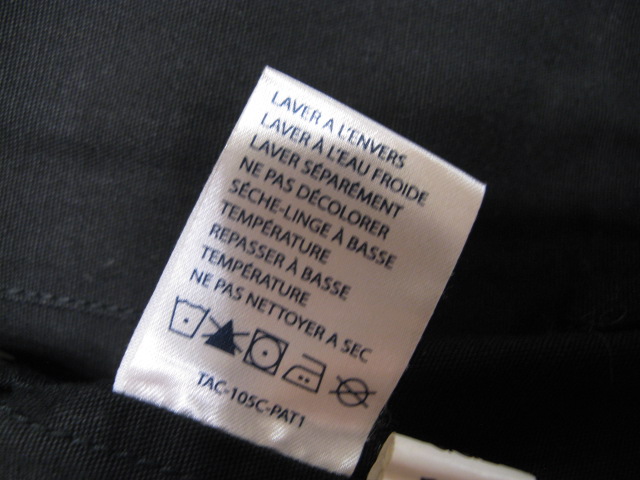 LAVER A L'ENVERS
LAVER À L'EAU FROIDE
LAVER SÉPARÉMENT
NE PAS DÉCOLORER
SÉCHE-LINGE À BASSE
TEMPÉRATURE
REPASSER À BASSE
TEMPÉRATURE
NE PAS NETTOYER A SEC
TAC-105C-PAT1